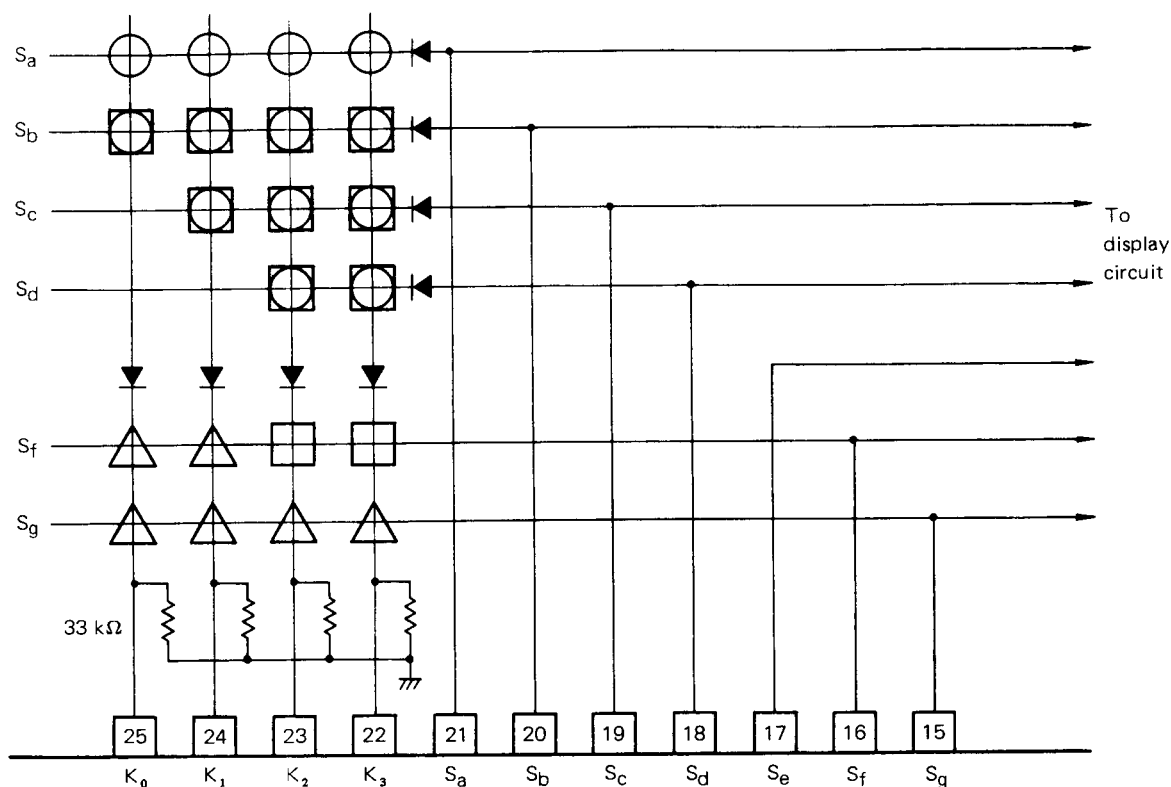 Sa
Sb
Sc
Sd
To
display
circuit
Sf
Sg
33 kΩ
25 24 23 22 21 20 19 18 17 16 15
K0 K1 K2 K3 Sa Sb Sc Sd Se Sf Sg